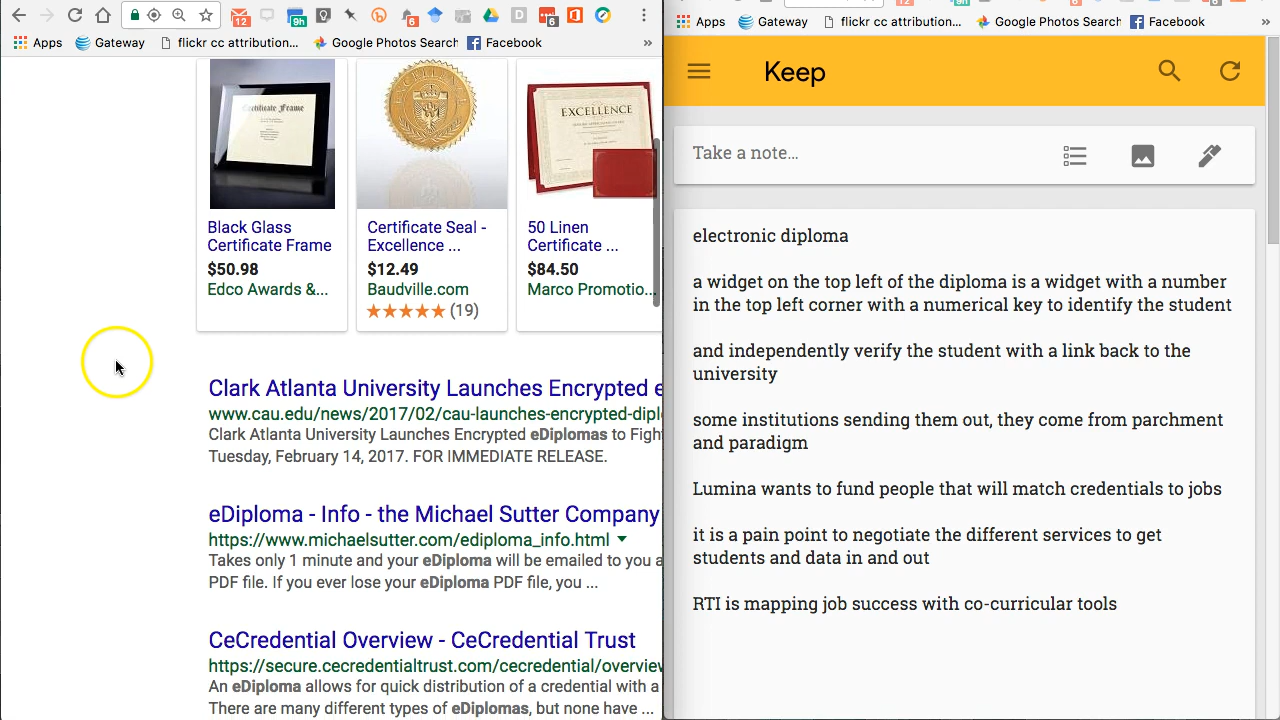 12
9h
6
D
6
Apps
Gateway
flickr cc attribution...
Google Photos Search
Facebook
»
Certificate Frame
Black Glass
Certificate Frame
$50.98
Edco Awards &...
EXCELLENCE
Certificate Seal -
Excellence ...
$12.49
Baudville.com
(19)
EXCELLENCE
50 Linen
Certificate ...
$84.50
Marco Promotio...
Clark Atlanta University Launches Encrypted e
www.cau.edu/news/2017/02/cau-launches-encrypted-dipl
Clark Atlanta University Launches Encrypted eDiplomas to Figh
Tuesday, February 14, 2017. FOR IMMEDIATE RELEASE.
eDiploma - Info - the Michael Sutter Company
https://www.michaelsutter.com/ediploma_info.html
Takes only 1 minute and your eDiploma will be emailed to you a
PDF file. If you ever lose your eDiploma PDF file, you ...
CeCredential Overview - CeCredential Trust
https://secure.cecredentialtrust.com/cecredential/overview
An eDiploma allows for quick distribution of a credential with a
There are many different types of eDiplomas, but none have ...
Apps
Gateway
flickr cc attribution...
Google Photos Search
Facebook
»
Keep
Take a note...
electronic diploma
a widget on the top left of the diploma is a widget with a number
in the top left corner with a numerical key to identify the student
and independently verify the student with a link back to the
university
some institutions sending them out, they come from parchment
and paradigm
Lumina wants to fund people that will match credentials to jobs
it is a pain point to negotiate the different services to get
students and data in and out
RTI is mapping job success with co-curricular tools